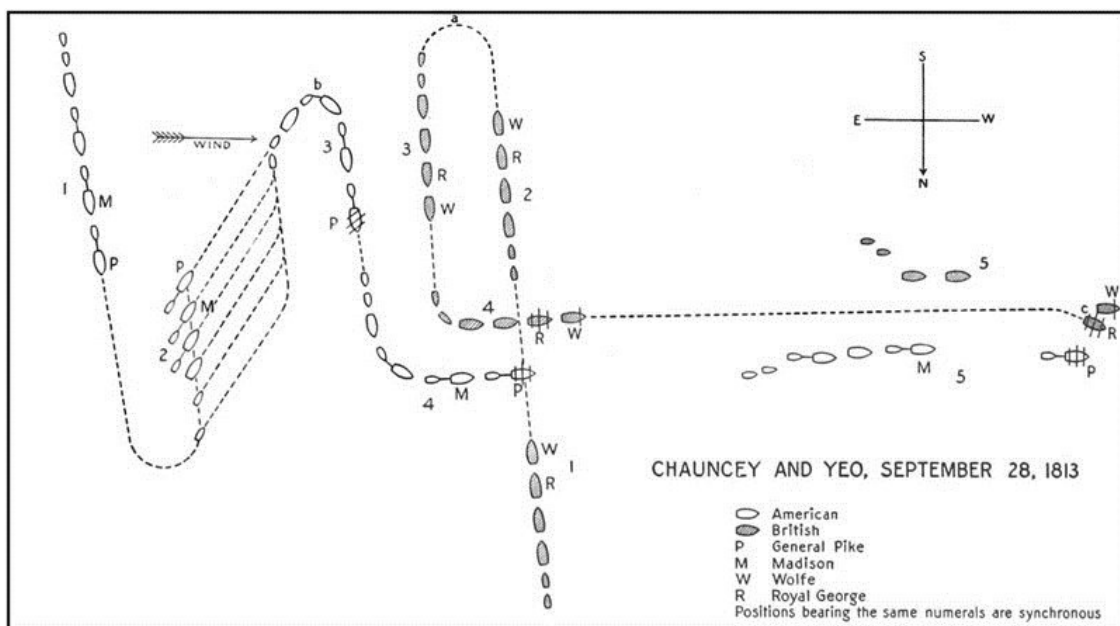 a
b
S
E W
N
WIND
1
M
P
3
P
3
R
W
W
R
2
P
M
2
4
R
W
5
W
c
R
P
M
4
P
M
5
W
R
1
CHAUNCEY AND YEO, SEPTEMBER 28, 1813
American
British
P General Pike
M Madison
W Wolfe
R Royal George
Positions bearing the same numerals are synchronous